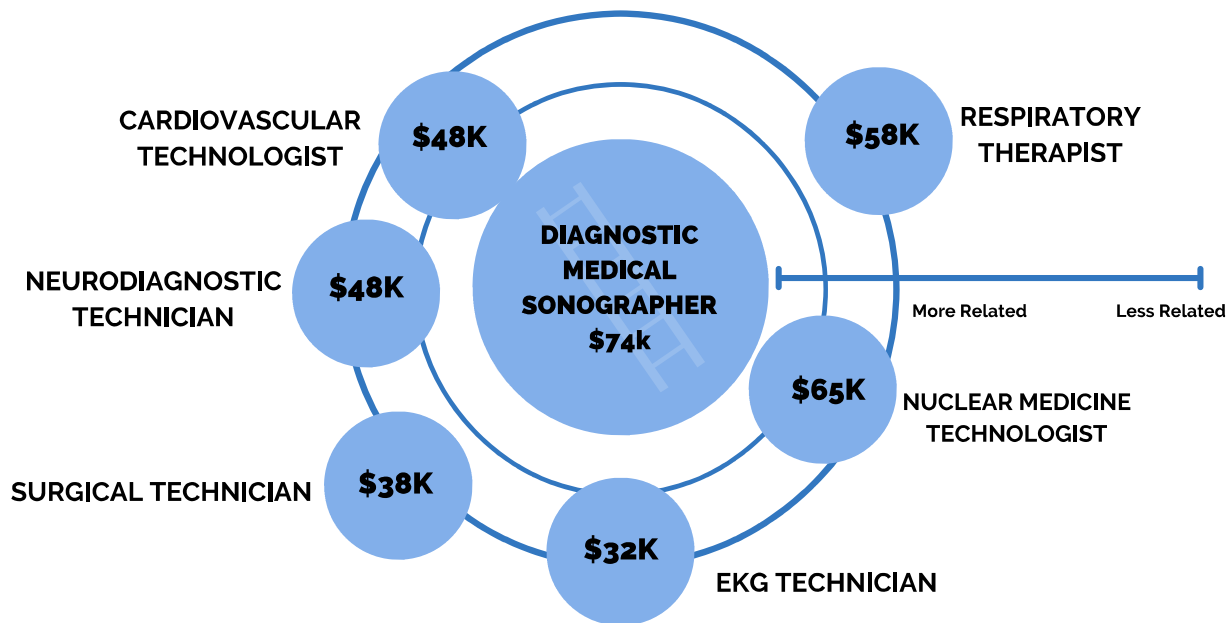 CARDIOVASCULAR
TECHNOLOGIST
$48K
$58K
RESPIRATORY
THERAPIST
NEURODIAGNOSTIC
TECHNICIAN
$48K
DIAGNOSTIC
MEDICAL
SONOGRAPHER
$74k
More Related
Less Related
$65K
NUCLEAR MEDICINE
TECHNOLOGIST
SURGICAL TECHNICIAN
$38K
$32K
EKG TECHNICIAN